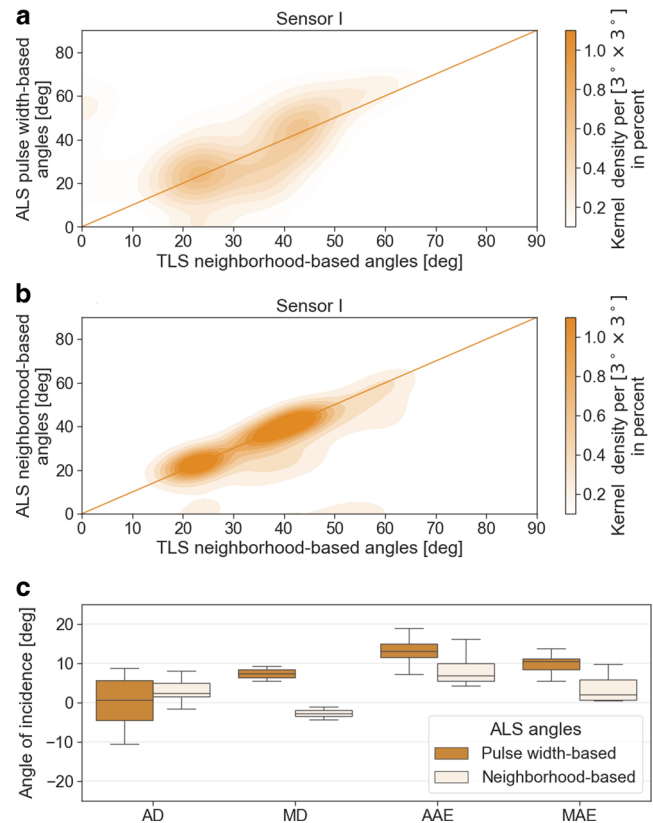 a
Sensor I
ALS pulse width-based
angles [deg]
80
60
40
20
0
0 10 20 30 40 50 60 70 80 90
TLS neighborhood-based angles [deg]
1.0
0.8
0.6
0.4
0.2
Kernel density per [3° × 3°]
in percent
b
Sensor I
ALS neighborhood-based
angles [deg]
80
60
40
20
0
0 10 20 30 40 50 60 70 80 90
TLS neighborhood-based angles [deg]
1.0
0.8
0.6
0.4
0.2
Kernel density per [3° × 3°]
in percent
c
Angle of incidence [deg]
20
10
0
−10
−20
AD MD AAE MAE
ALS angles
Pulse width-based
Neighborhood-based